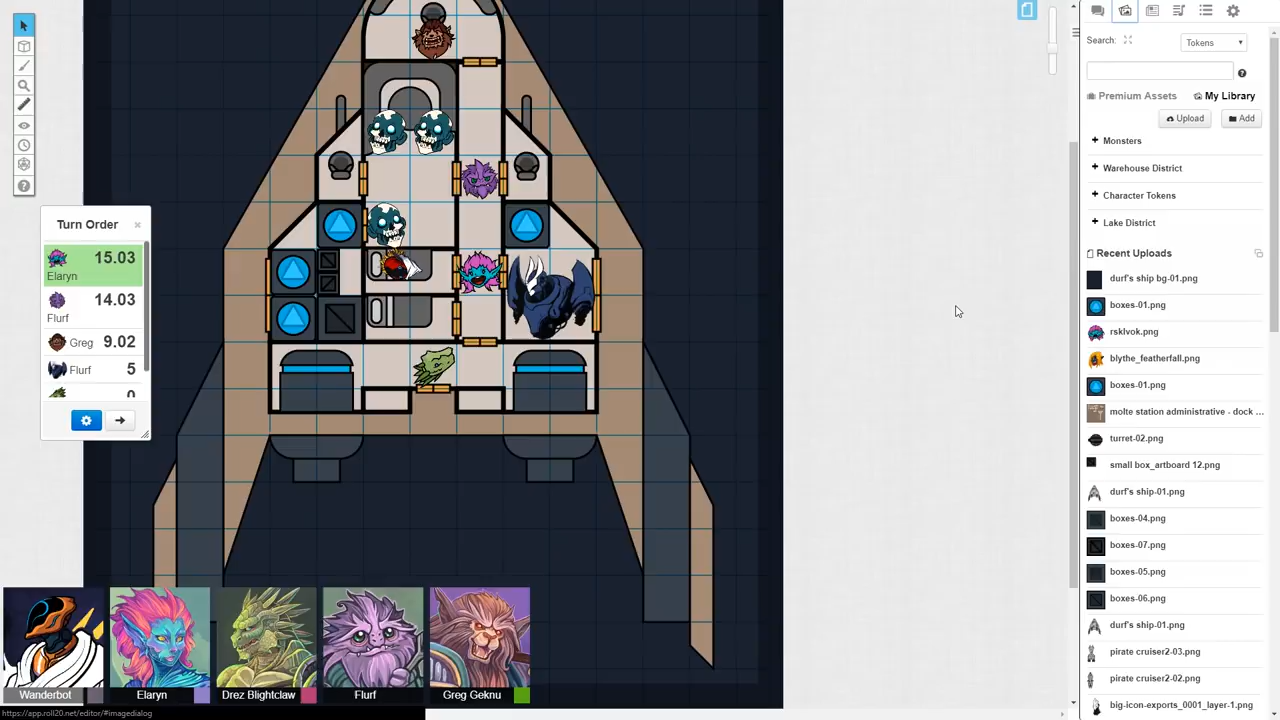 Turn Order ×
15.03
Elaryn
14.03
Flurf
Greg 9.02
Flurf 5
0
Wanderbot
Elaryn
Drez Blightclaw
Flurf
Greg Geknu
https://app.roll20.net/editor/#imagedialog
Search:
Tokens
Premium Assets
My Library
Upload
Add
Monsters
Warehouse District
Character Tokens
Lake District
Recent Uploads
durf's ship bg-01.png
boxes-01.png
rsklvok.png
blythe_featherfall.png
boxes-01.png
molte station administrative - dock ...
turret-02.png
small box_artboard 12.png
durf's ship-01.png
boxes-04.png
boxes-07.png
boxes-05.png
boxes-06.png
durf's ship-01.png
pirate cruiser2-03.png
pirate cruiser2-02.png